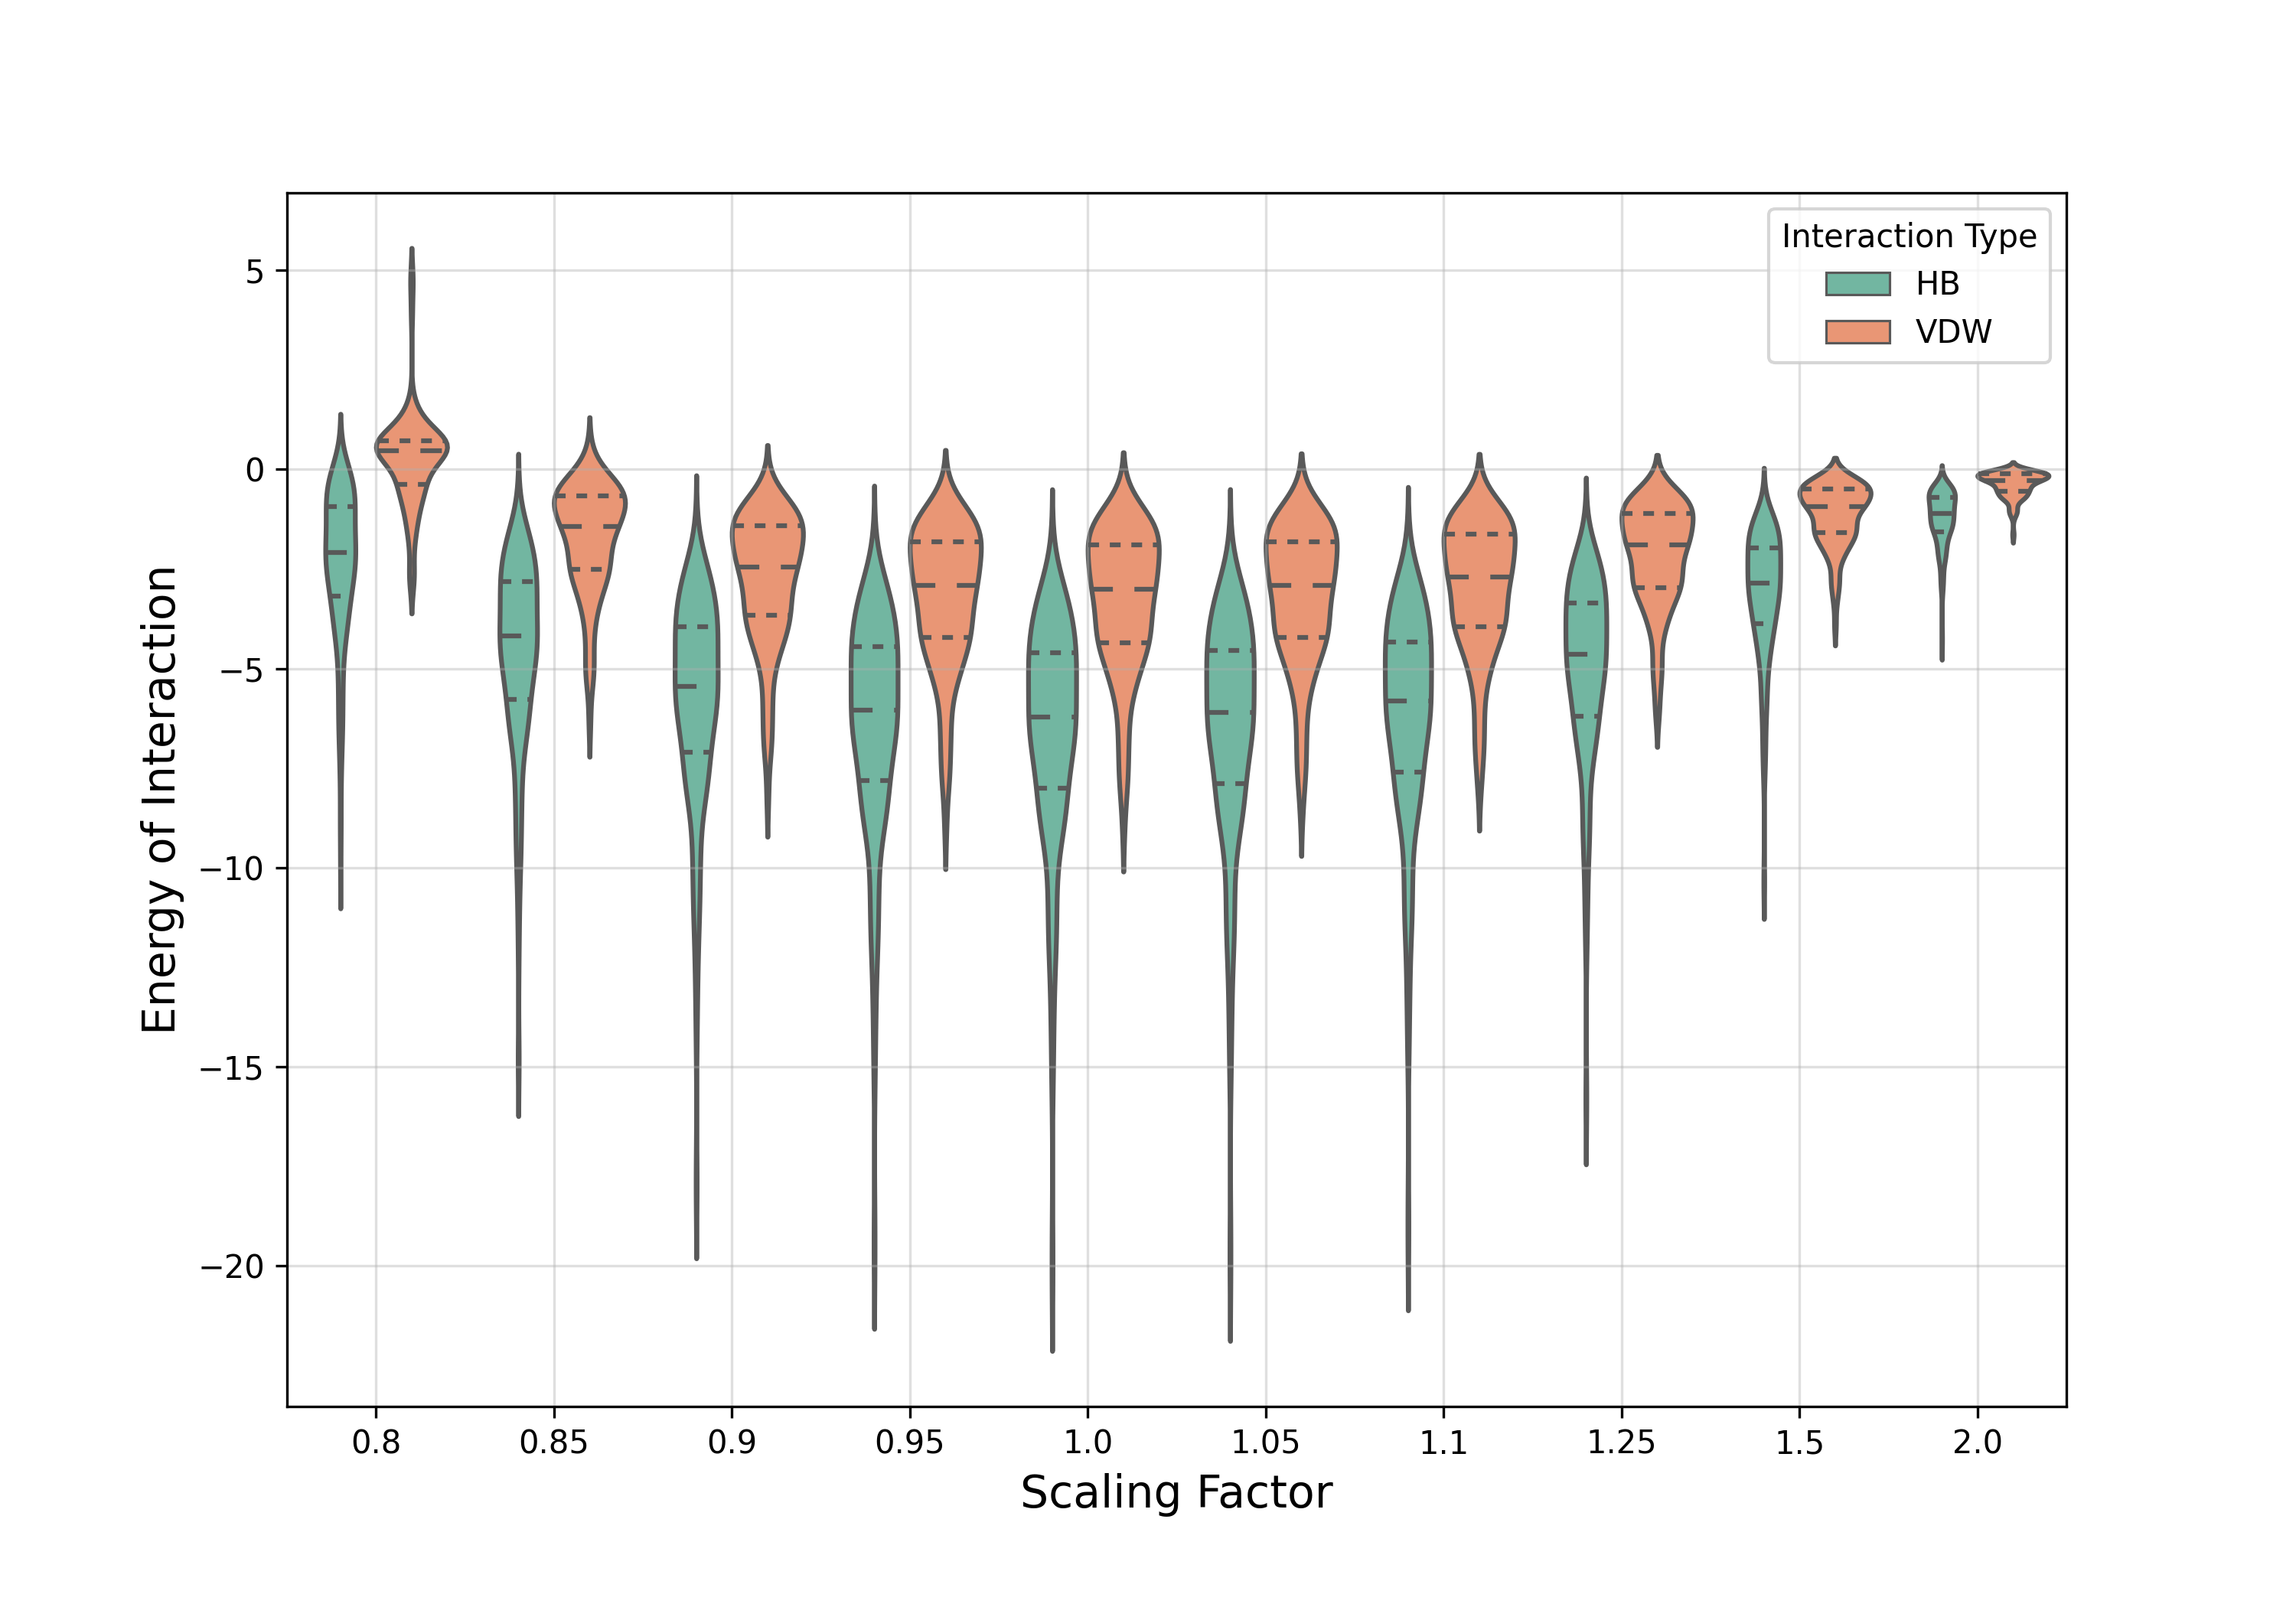 Interaction Type
HB
VDW
5
0
−5
−10
−15
−20
Energy of Interaction
0.8 0.85 0.9 0.95 1.0 1.05 1.1 1.25 1.5 2.0
Scaling Factor